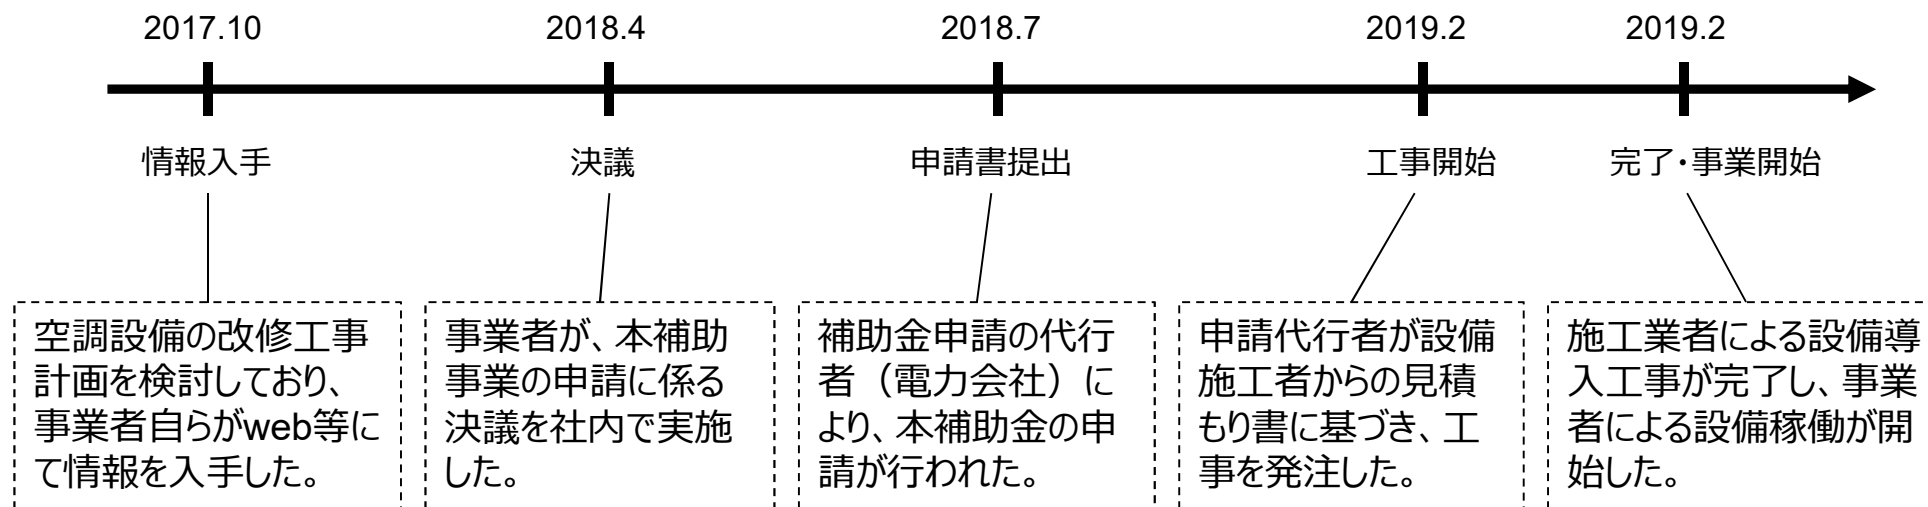 2017.10
2018.4
2018.7
2019.2
2019.2
情報入手
決議
申請書提出
工事開始
完了・事業開始
空調設備の改修工事
計画を検討しており、
事業者自らがweb等に
て情報を入手した。
事業者が、本補助
事業の申請に係る
決議を社内で実施
した。
補助金申請の代行
者（電力会社）に
より、本補助金の申
請が行われた。
申請代行者が設備
施工者からの見積
もり書に基づき、工
事を発注した。
施工業者による設備導
入工事が完了し、事業
者による設備稼働が開
始した。